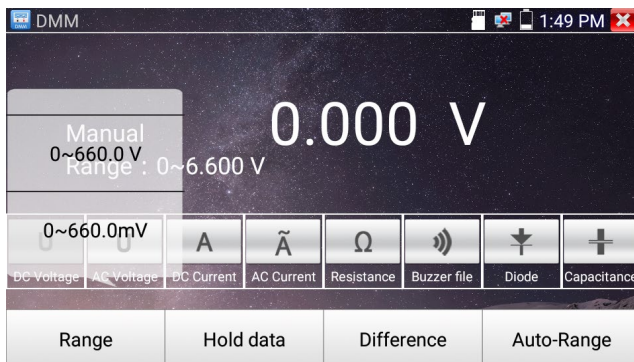 DMM
1:49 PM
0.000 V
Manual
0~660.0 V
Range : 0~6.600 V
0~660.0mV
U U A Ã Ω
DC Voltage AC Voltage DC Current AC Current Resistance Buzzer file Diode Capacitance
Range Hold data Difference Auto-Range